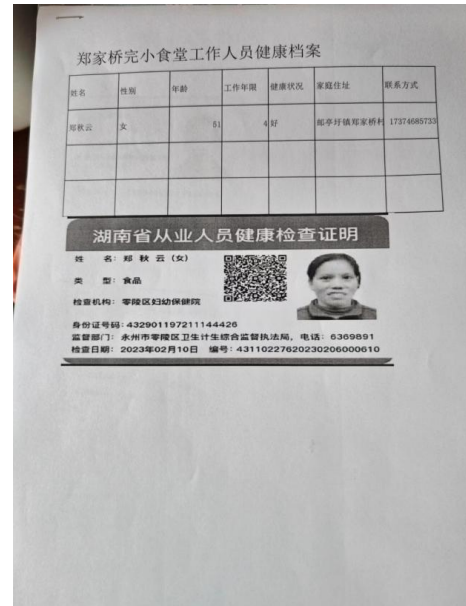 郑家桥完小食堂工作人员健康档案
姓名 性别 年龄 工作年限 健康状况 家庭住址 联系方式
郑秋云 女 51 4 好 邮亭圩镇郑家桥村 17374685733
湖南省从业人员健康检查证明
姓 名：郑 秋 云（女）
类 型：食品
检查机构：零陵区妇幼保健院
身份证号码：432901197211144426
监督部门：永州市零陵区卫生计生综合监督执法局，电话：6369891
检查日期：2023年02月10日 编号：43110227620230206000610